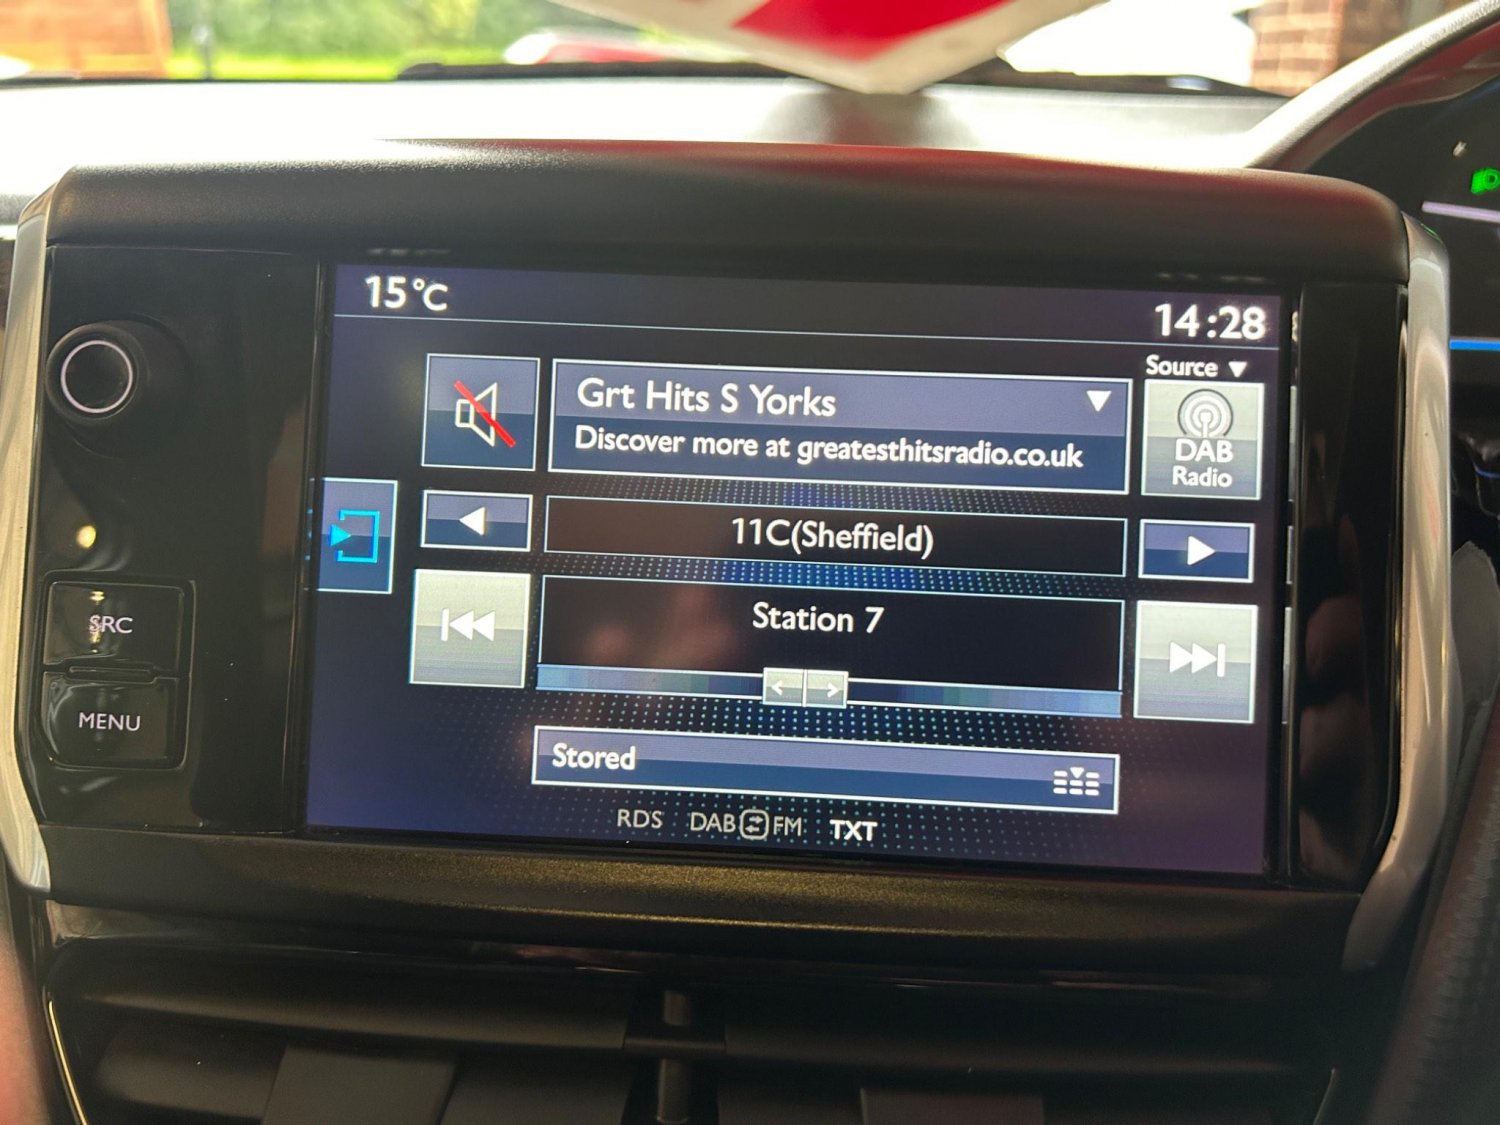 15°C
14:28
Source
Grt Hits S Yorks
Discover more at greatesthitsradio.co.uk
DAB
Radio
11C(Sheffield)
Station 7
SRC
MENU
Stored
RDS DAB FM TXT